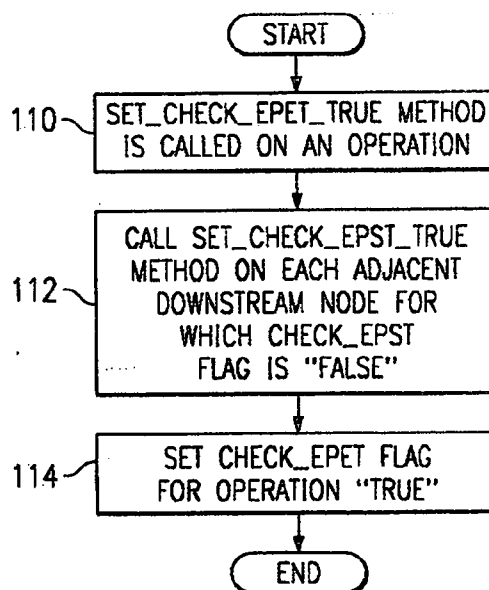 START
110
SET_CHECK_EPET_TRUE METHOD
IS CALLED ON AN OPERATION
112
CALL SET_CHECK_EPST_TRUE
METHOD ON EACH ADJACENT
DOWNSTREAM NODE FOR
WHICH CHECK_EPST
FLAG IS "FALSE"
114
SET CHECK_EPET FLAG
FOR OPERATION "TRUE"
END